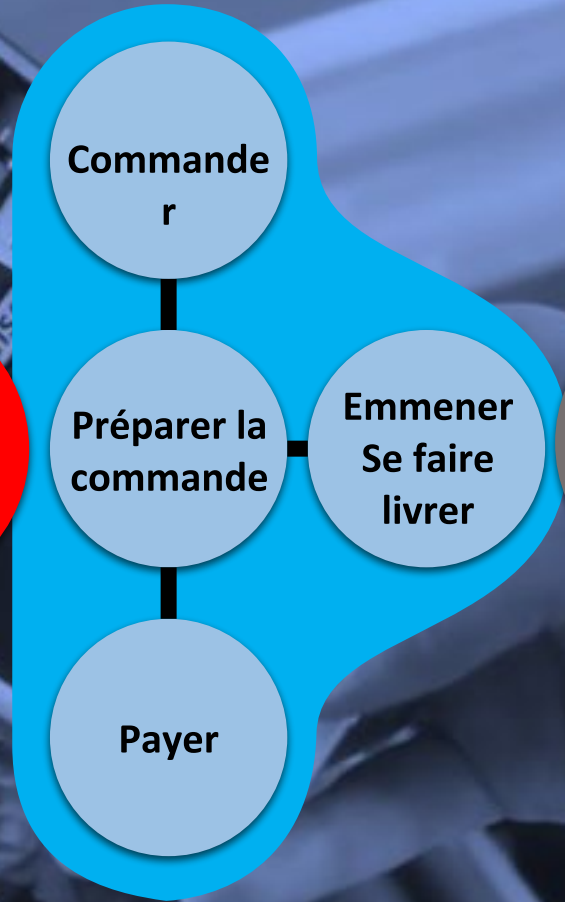 Commande
r
Préparer la
commande
Emmener
Se faire
livrer
Payer